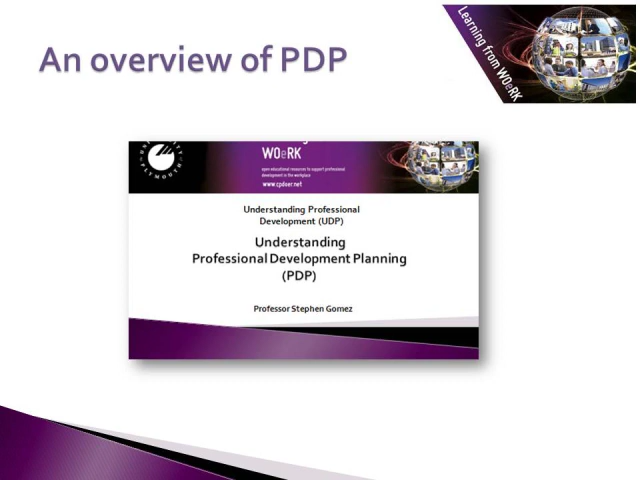 An overview of PDP
Learning from WOeRK
PLYMOUTH
WOeRK
open educational resources to support professional
development in the workplace
www.cpdoer.net
Understanding Professional
Development (UDP)
Understanding
Professional Development Planning
(PDP)
Professor Stephen Gomez